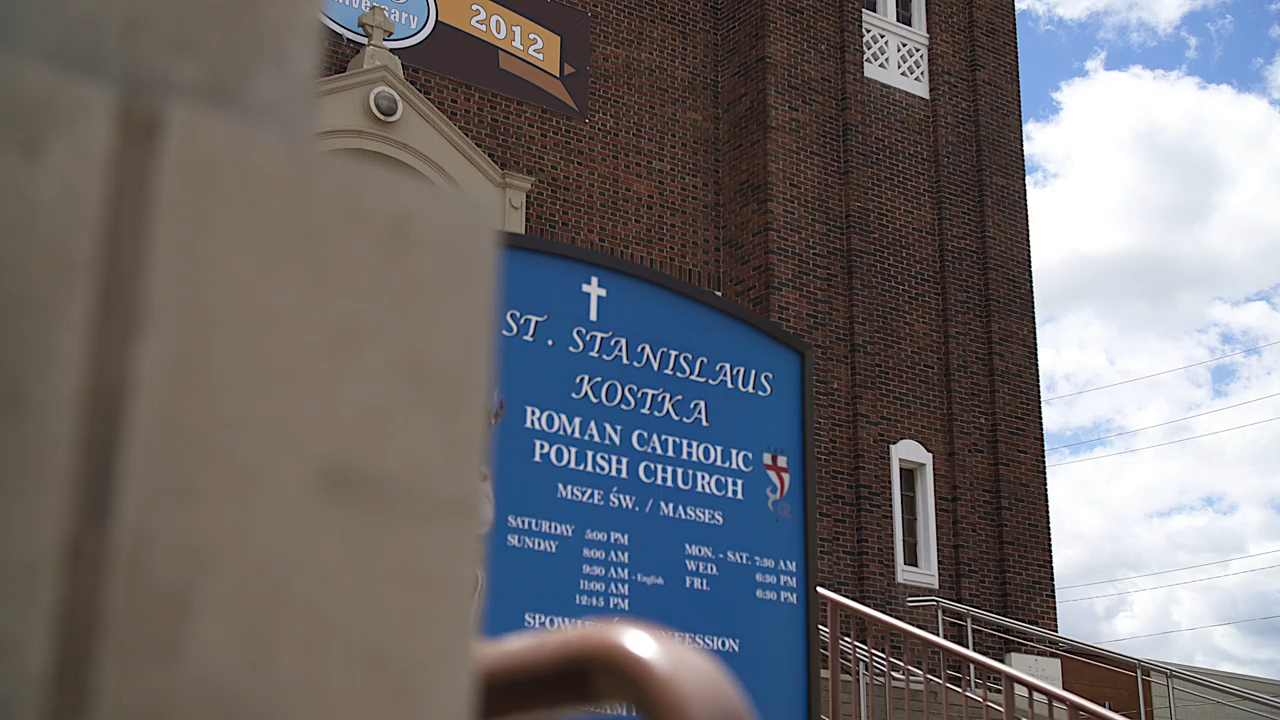 2012
ST. STANISLAUS
KOSTKA
ROMAN CATHOLIC
POLISH CHURCH
MSZE ŚW. / MASSES
SATURDAY 5:00 PM
SUNDAY 8:00 AM
9:30 AM - English
11:00 AM
12:45 PM
MON. - SAT. 7:30 AM
WED. 6:30 PM
FRI. 6:30 PM